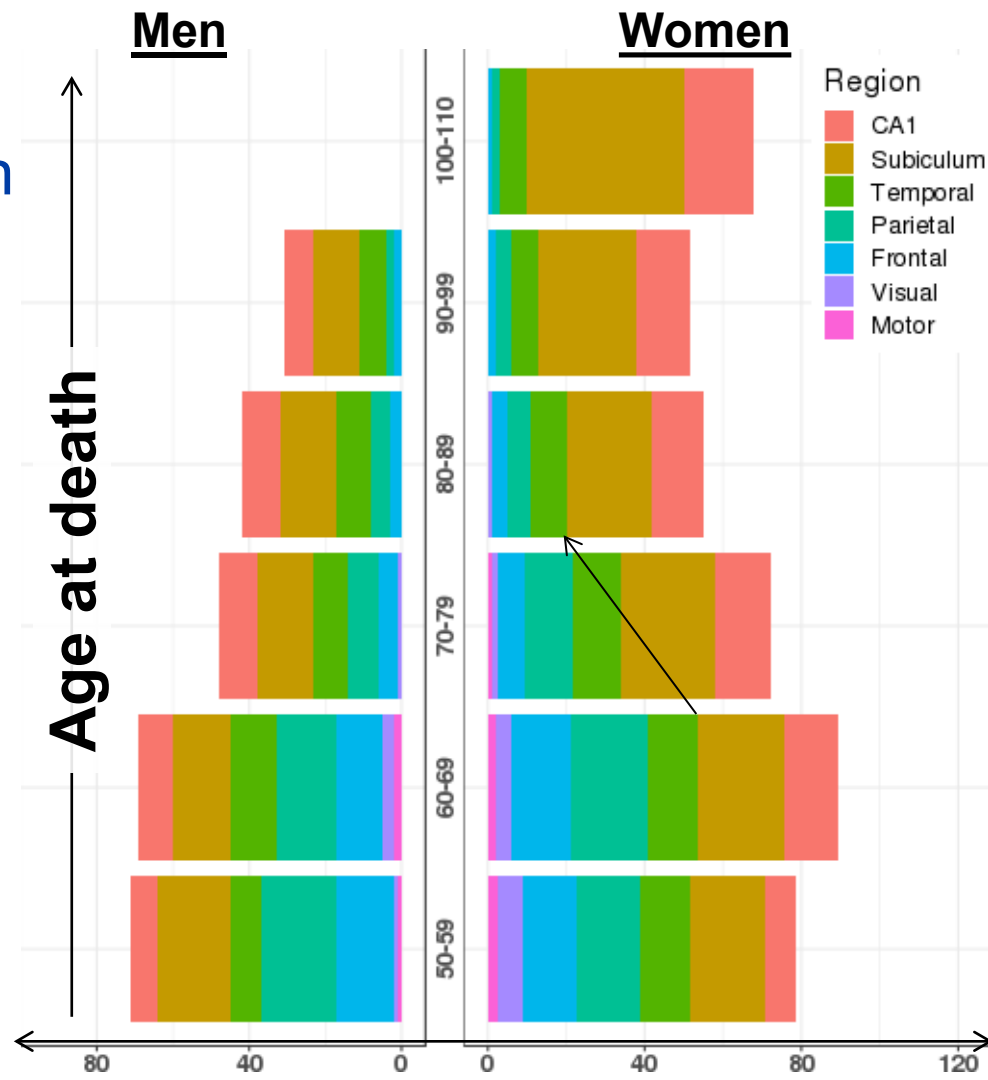 Men
Women
Region
CA1
Subiculum
Temporal
Parietal
Frontal
Visual
Motor
n
Age at death
100-110
90-99
80-89
70-79
60-69
50-59
80 40 0 0 40 80 120